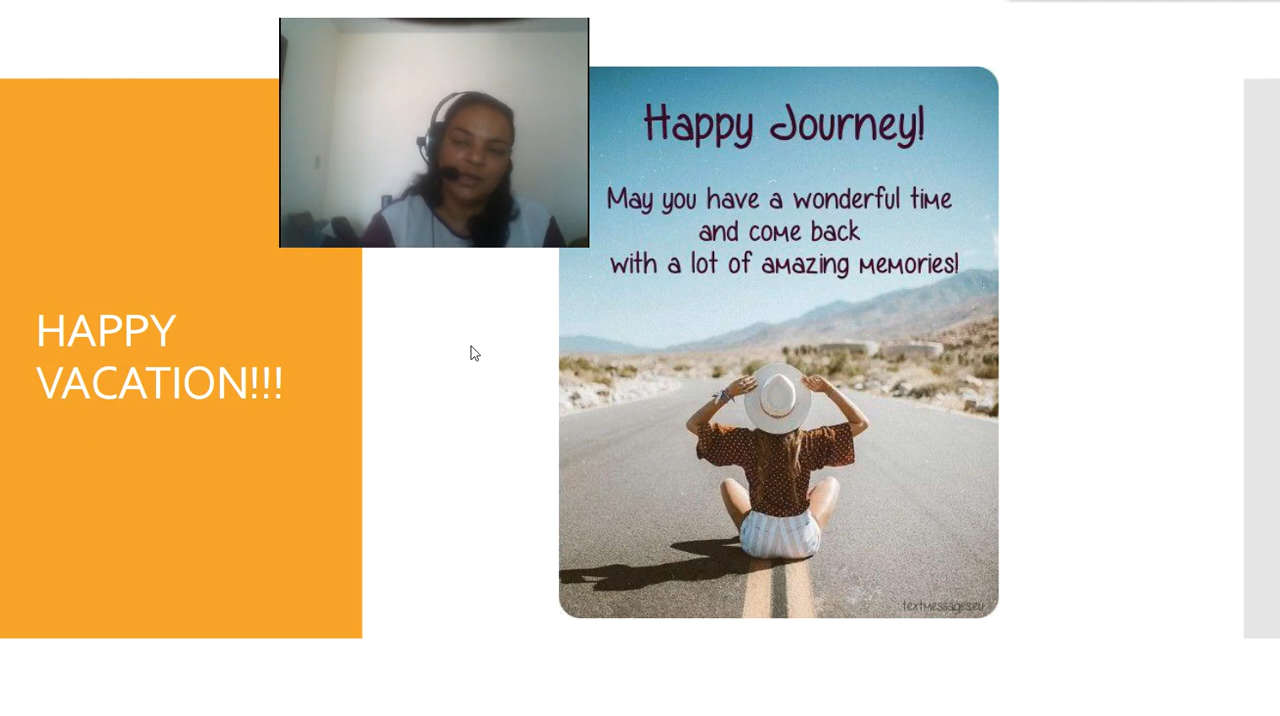 HAPPY
VACATION!!!
Happy Journey!
May you have a wonderful time
and come back
with a lot of amazing memories!
textmessages.eu